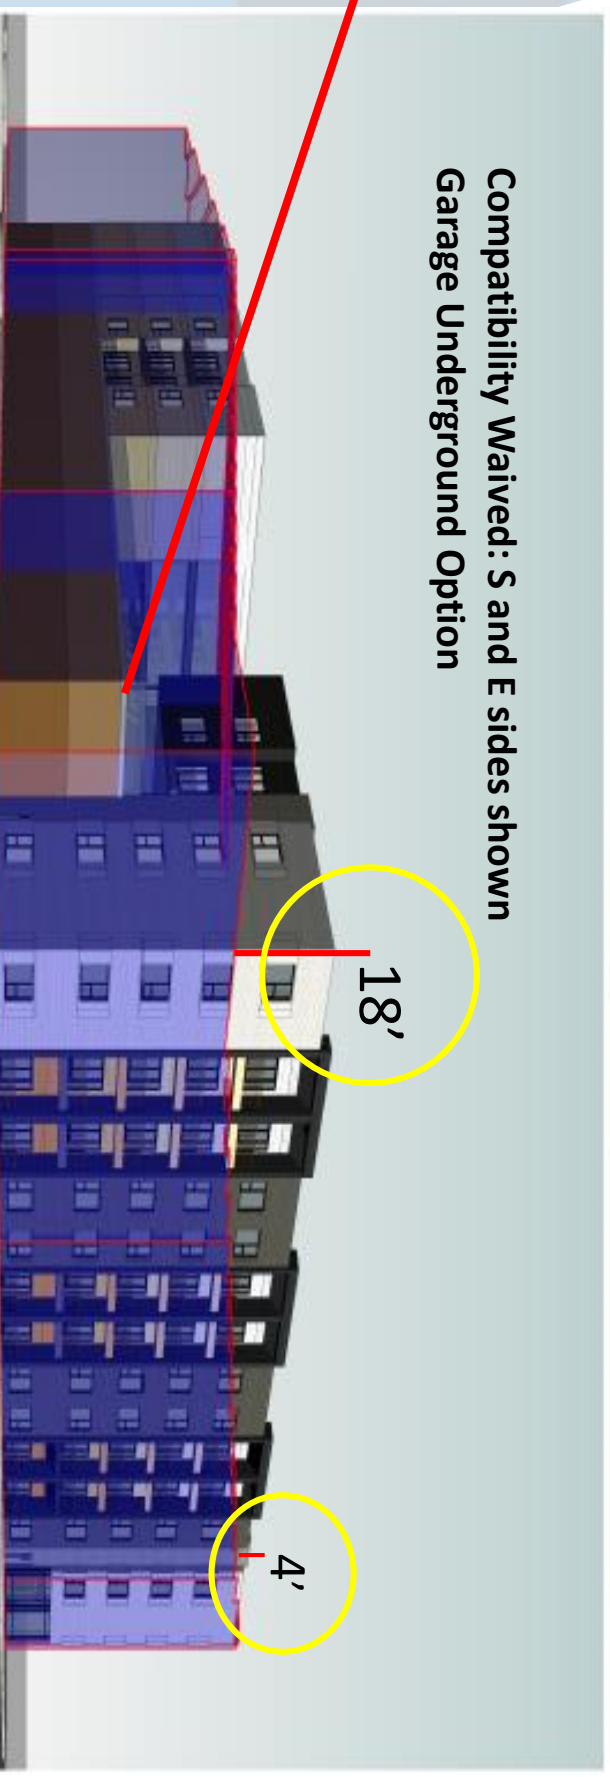 Compatibility Waived: S and E sides shown
Garage Underground Option
18’
4’